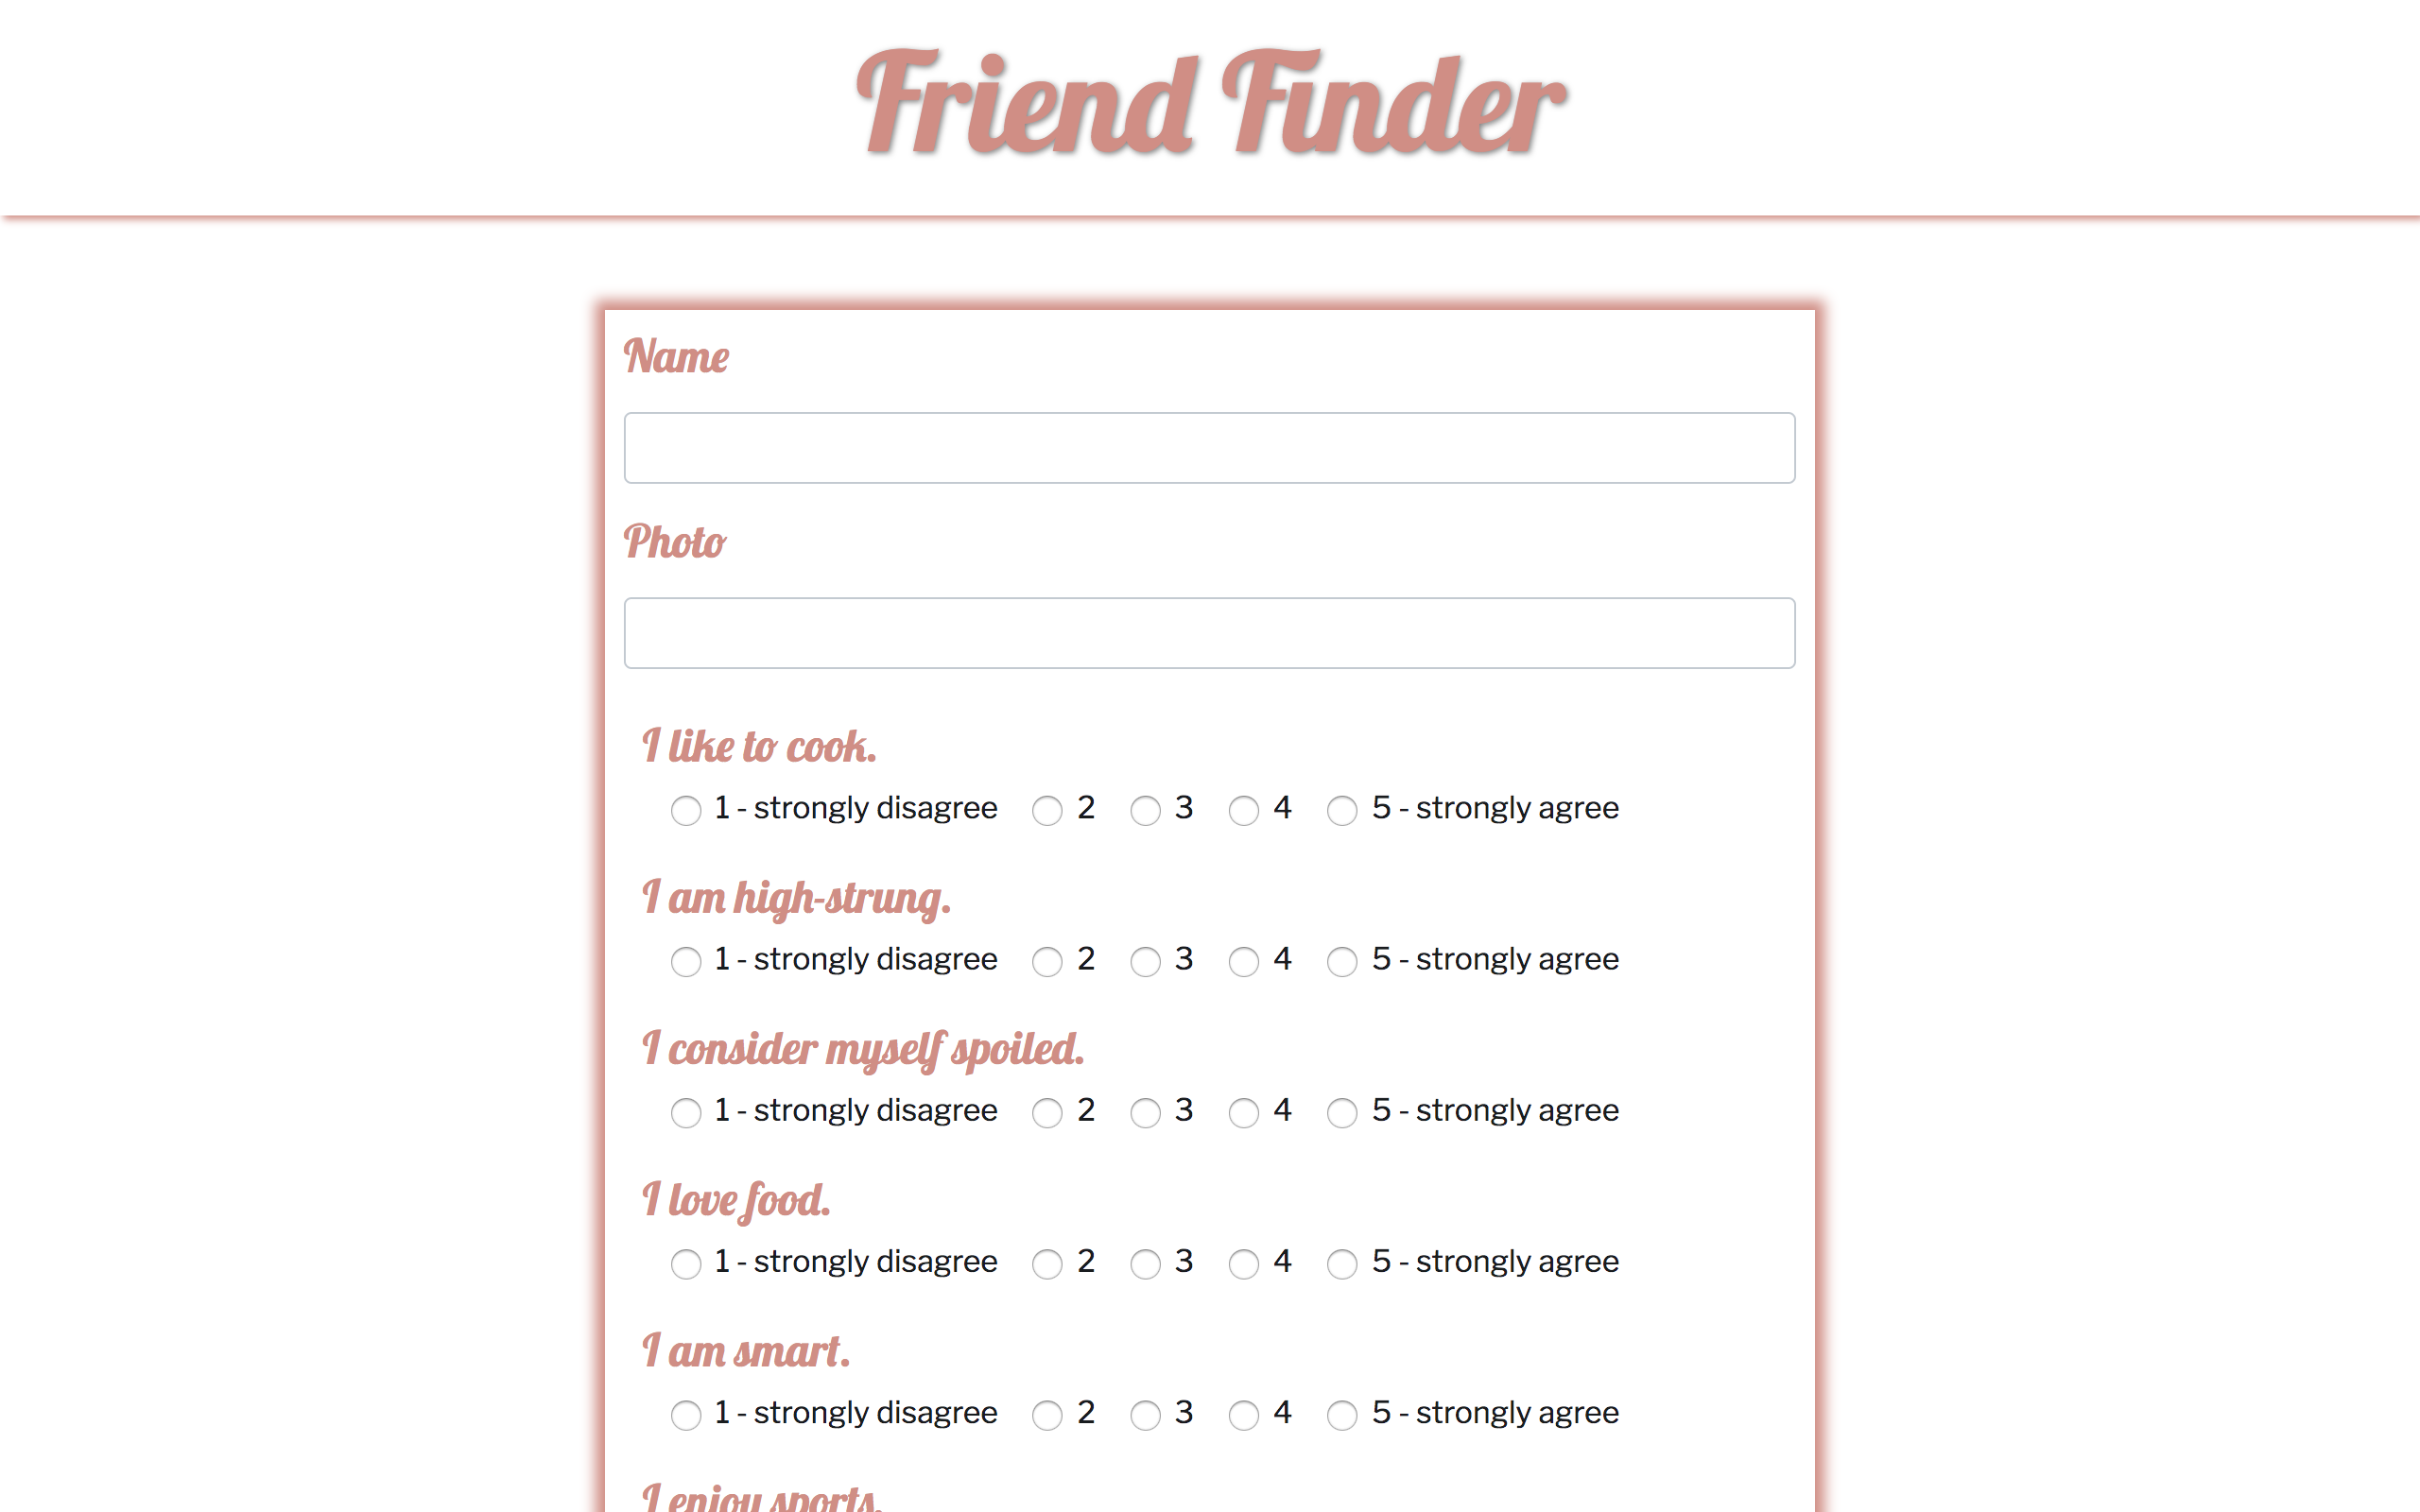 Friend Finder
Name
Photo
I like to cook.
1 - strongly disagree 2 3 4 5 - strongly agree
I am high-strung.
1 - strongly disagree 2 3 4 5 - strongly agree
I consider myself spoiled.
1 - strongly disagree 2 3 4 5 - strongly agree
I love food.
1 - strongly disagree 2 3 4 5 - strongly agree
I am smart.
1 - strongly disagree 2 3 4 5 - strongly agree
I enjoy sports.